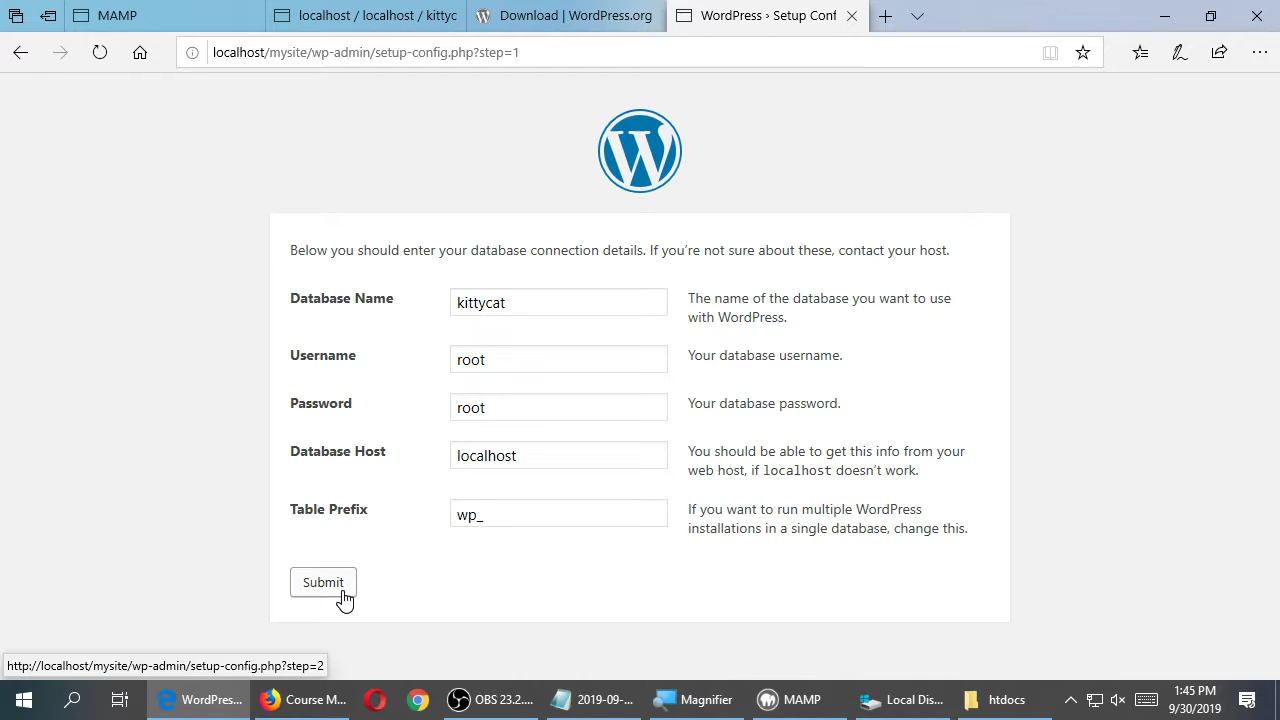 MAMP
localhost / localhost / kittyc
Download | WordPress.org
WordPress › Setup Conf
localhost/mysite/wp-admin/setup-config.php?step=1
Below you should enter your database connection details. If you’re not sure about these, contact your host.
Database Name
kittycat
The name of the database you want to use
with WordPress.
Username
root
Your database username.
Password
root
Your database password.
Database Host
localhost
You should be able to get this info from your
web host, if localhost doesn’t work.
Table Prefix
wp_
If you want to run multiple WordPress
installations in a single database, change this.
Submit
http://localhost/mysite/wp-admin/setup-config.php?step=2
WordPres...
Course M...
OBS 23.2....
2019-09-...
Magnifier
MAMP
Local Dis...
htdocs
1:45 PM
9/30/2019